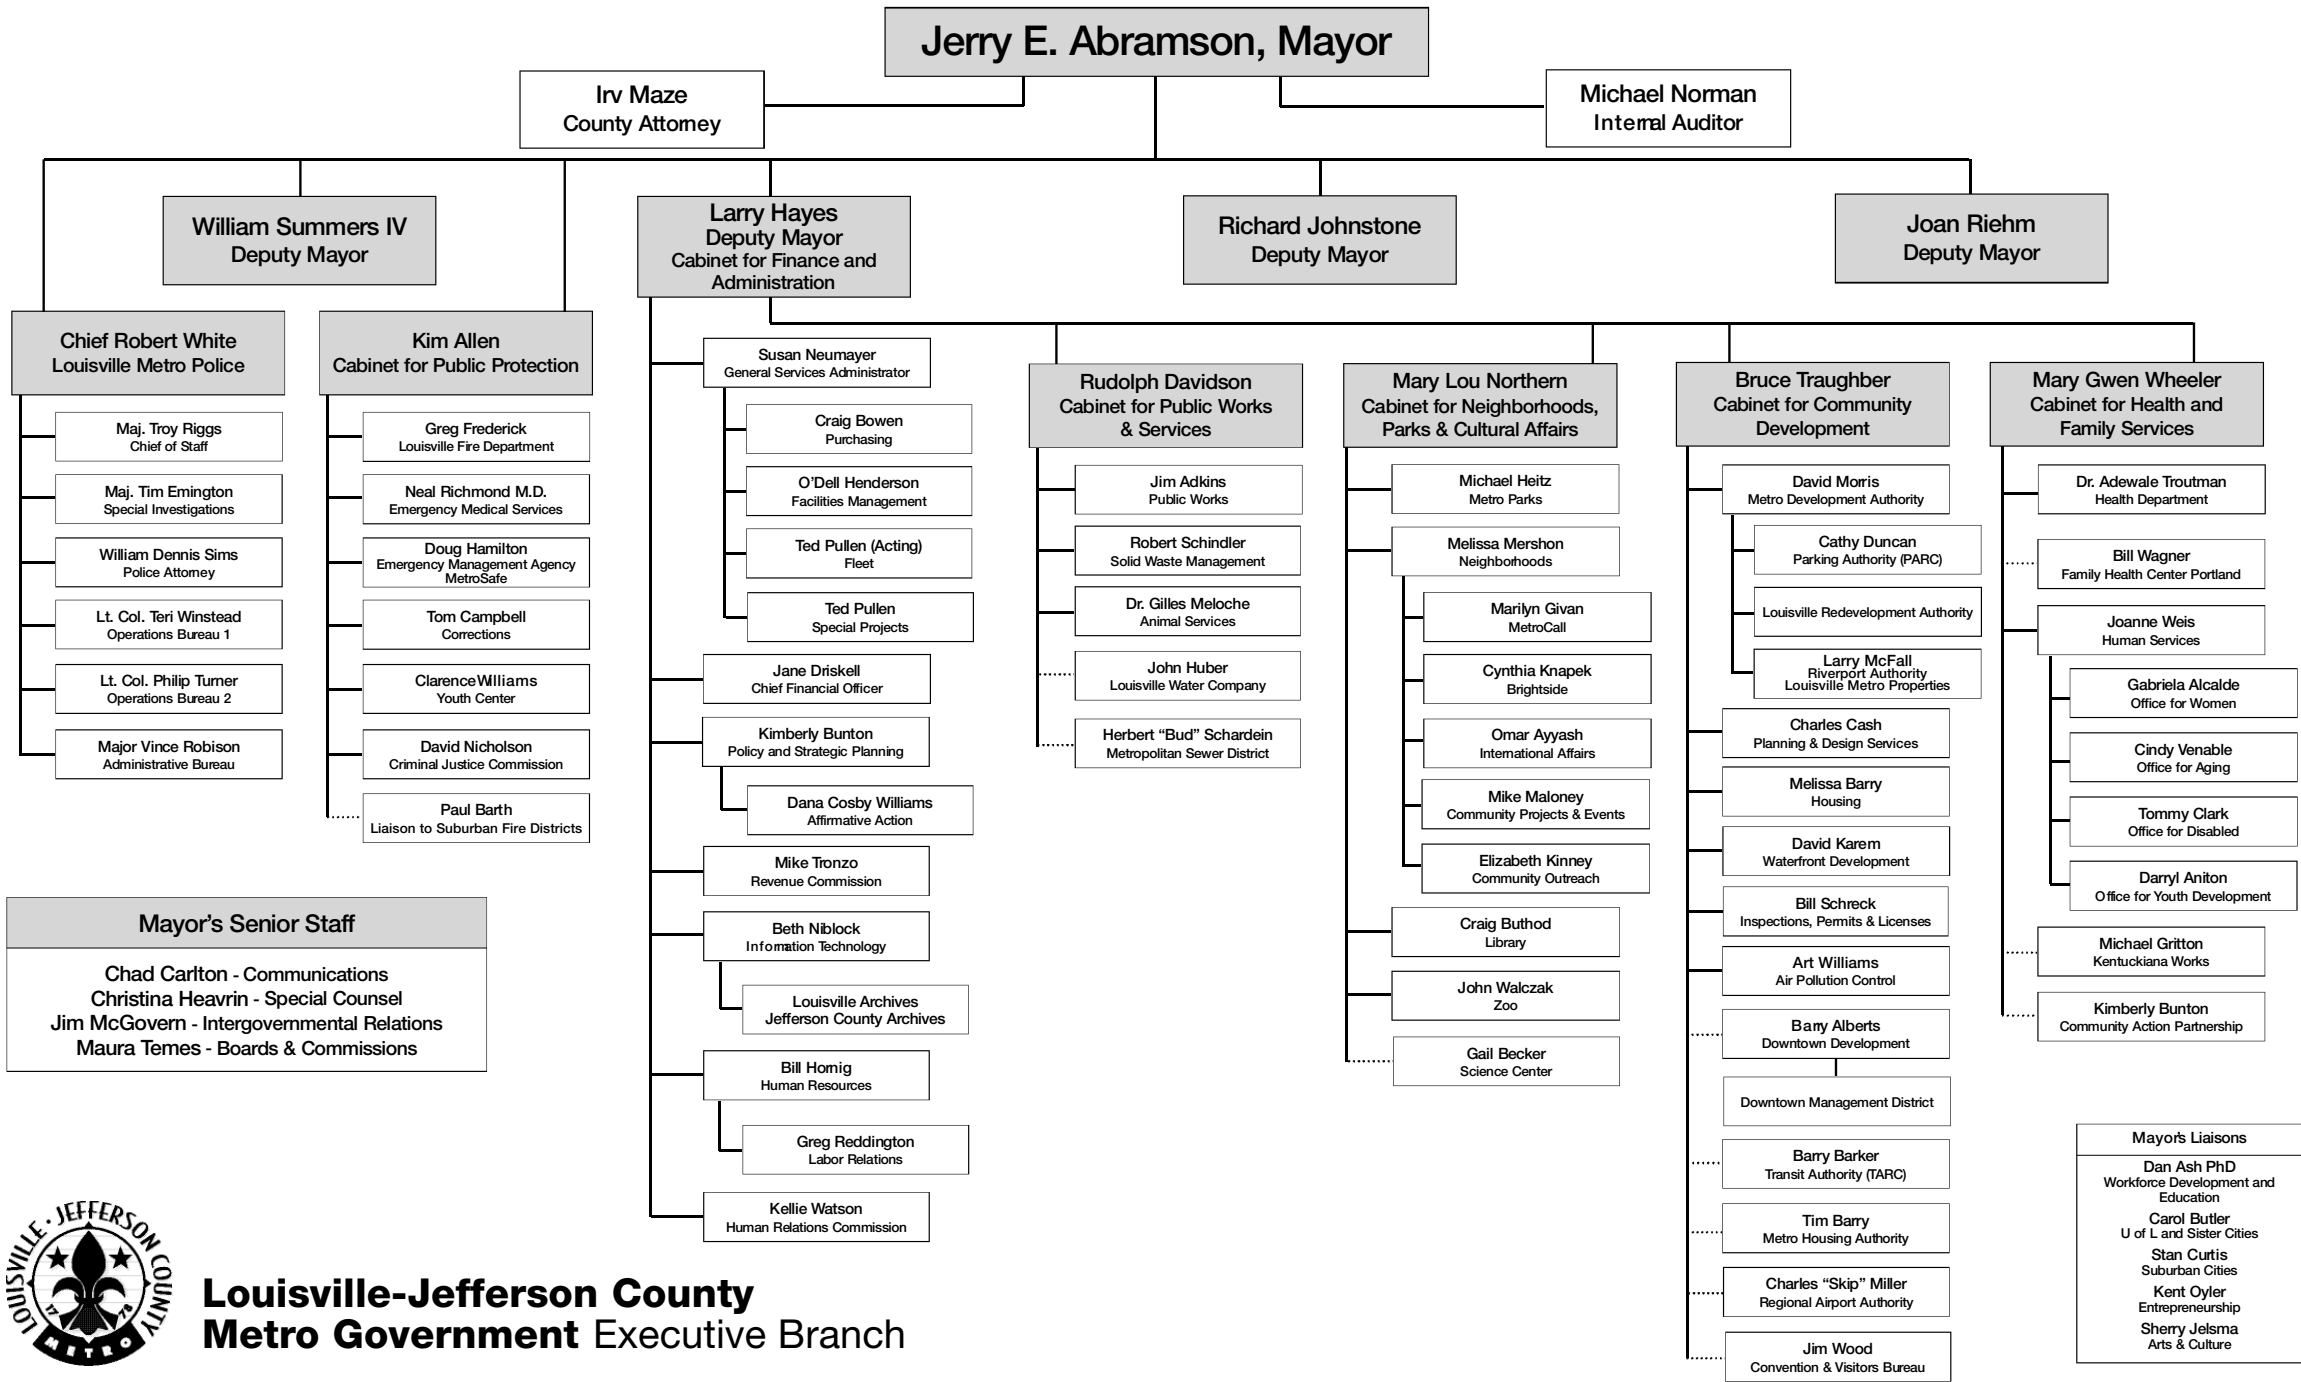 Jerry E. Abramson, Mayor
Irv Maze
County Attorney
Michael Norman
Internal Auditor
William Summers IV
Deputy Mayor
Larry Hayes
Deputy Mayor
Cabinet for Finance and
Administration
Richard Johnstone
Deputy Mayor
Joan Riehm
Deputy Mayor
Chief Robert White
Louisville Metro Police
Maj. Troy Riggs
Chief of Staff
Maj. Tim Emington
Special Investigations
William Dennis Sims
Police Attorney
Lt. Col. Teri Winstead
Operations Bureau 1
Lt. Col. Philip Turner
Operations Bureau 2
Major Vince Robison
Administrative Bureau
Kim Allen
Cabinet for Public Protection
Greg Frederick
Louisville Fire Department
Neal Richmond M.D.
Emergency Medical Services
Doug Hamilton
Emergency Management Agency
MetroSafe
Tom Campbell
Corrections
Clarence Williams
Youth Center
David Nicholson
Criminal Justice Commission
Paul Barth
Liaison to Suburban Fire Districts
Susan Neumayer
General Services Administrator
Craig Bowen
Purchasing
O’Dell Henderson
Facilities Management
Ted Pullen (Acting)
Fleet
Ted Pullen
Special Projects
Jane Driskell
Chief Financial Officer
Kimberly Bunton
Policy and Strategic Planning
Dana Cosby Williams
Affirmative Action
Mike Tronzo
Revenue Commission
Beth Niblock
Information Technology
Louisville Archives
Jefferson County Archives
Bill Hornig
Human Resources
Greg Reddington
Labor Relations
Kellie Watson
Human Relations Commission
Rudolph Davidson
Cabinet for Public Works
& Services
Jim Adkins
Public Works
Robert Schindler
Solid Waste Management
Dr. Gilles Meloche
Animal Services
John Huber
Louisville Water Company
Herbert “Bud” Schardein
Metropolitan Sewer District
Mary Lou Northern
Cabinet for Neighborhoods,
Parks & Cultural Affairs
Michael Heitz
Metro Parks
Melissa Mershon
Neighborhoods
Marilyn Givan
MetroCall
Cynthia Knapek
Brightside
Omar Ayyash
International Affairs
Mike Maloney
Community Projects & Events
Elizabeth Kinney
Community Outreach
Craig Buthod
Library
John Walczak
Zoo
Gail Becker
Science Center
Bruce Traughber
Cabinet for Community
Development
David Morris
Metro Development Authority
Cathy Duncan
Parking Authority (PARC)
Louisville Redevelopment Authority
Larry McFall
Riverport Authority
Louisville Metro Properties
Charles Cash
Planning & Design Services
Melissa Barry
Housing
David Karem
Waterfront Development
Bill Schreck
Inspections, Permits & Licenses
Art Williams
Air Pollution Control
Barry Alberts
Downtown Development
Downtown Management District
Barry Barker
Transit Authority (TARC)
Tim Barry
Metro Housing Authority
Charles “Skip” Miller
Regional Airport Authority
Jim Wood
Convention & Visitors Bureau
Mary Gwen Wheeler
Cabinet for Health and
Family Services
Dr. Adewale Troutman
Health Department
Bill Wagner
Family Health Center Portland
Joanne Weis
Human Services
Gabriela Alcalde
Office for Women
Cindy Venable
Office for Aging
Tommy Clark
Office for Disabled
Darryl Aniton
Office for Youth Development
Michael Gritton
Kentuckiana Works
Kimberly Bunton
Community Action Partnership
Mayor’s Senior Staff
Chad Carlton - Communications
Christina Heavrin - Special Counsel
Jim McGovern - Intergovernmental Relations
Maura Temes - Boards & Commissions
Mayor’s Liaisons
Dan Ash PhD
Workforce Development and
Education
Carol Butler
U of L and Sister Cities
Stan Curtis
Suburban Cities
Kent Oyler
Entrepreneurship
Sherry Jelsma
Arts & Culture
LOUISVILLE · JEFFERSON COUNTY
17 78
METRO
Louisville-Jefferson County
Metro Government Executive Branch